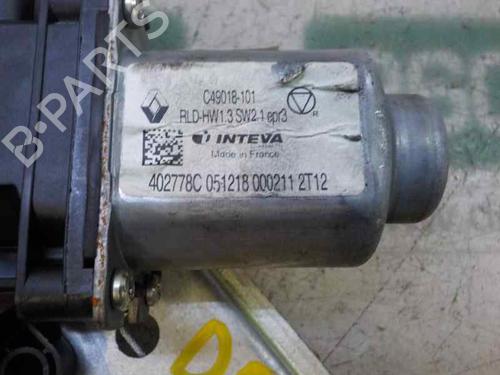 B-PARTS
C49018-101
RLD-HW1.3 SW2.1 epr3
R
INTEVA
Made in France
402778C 051218 000211 2T12